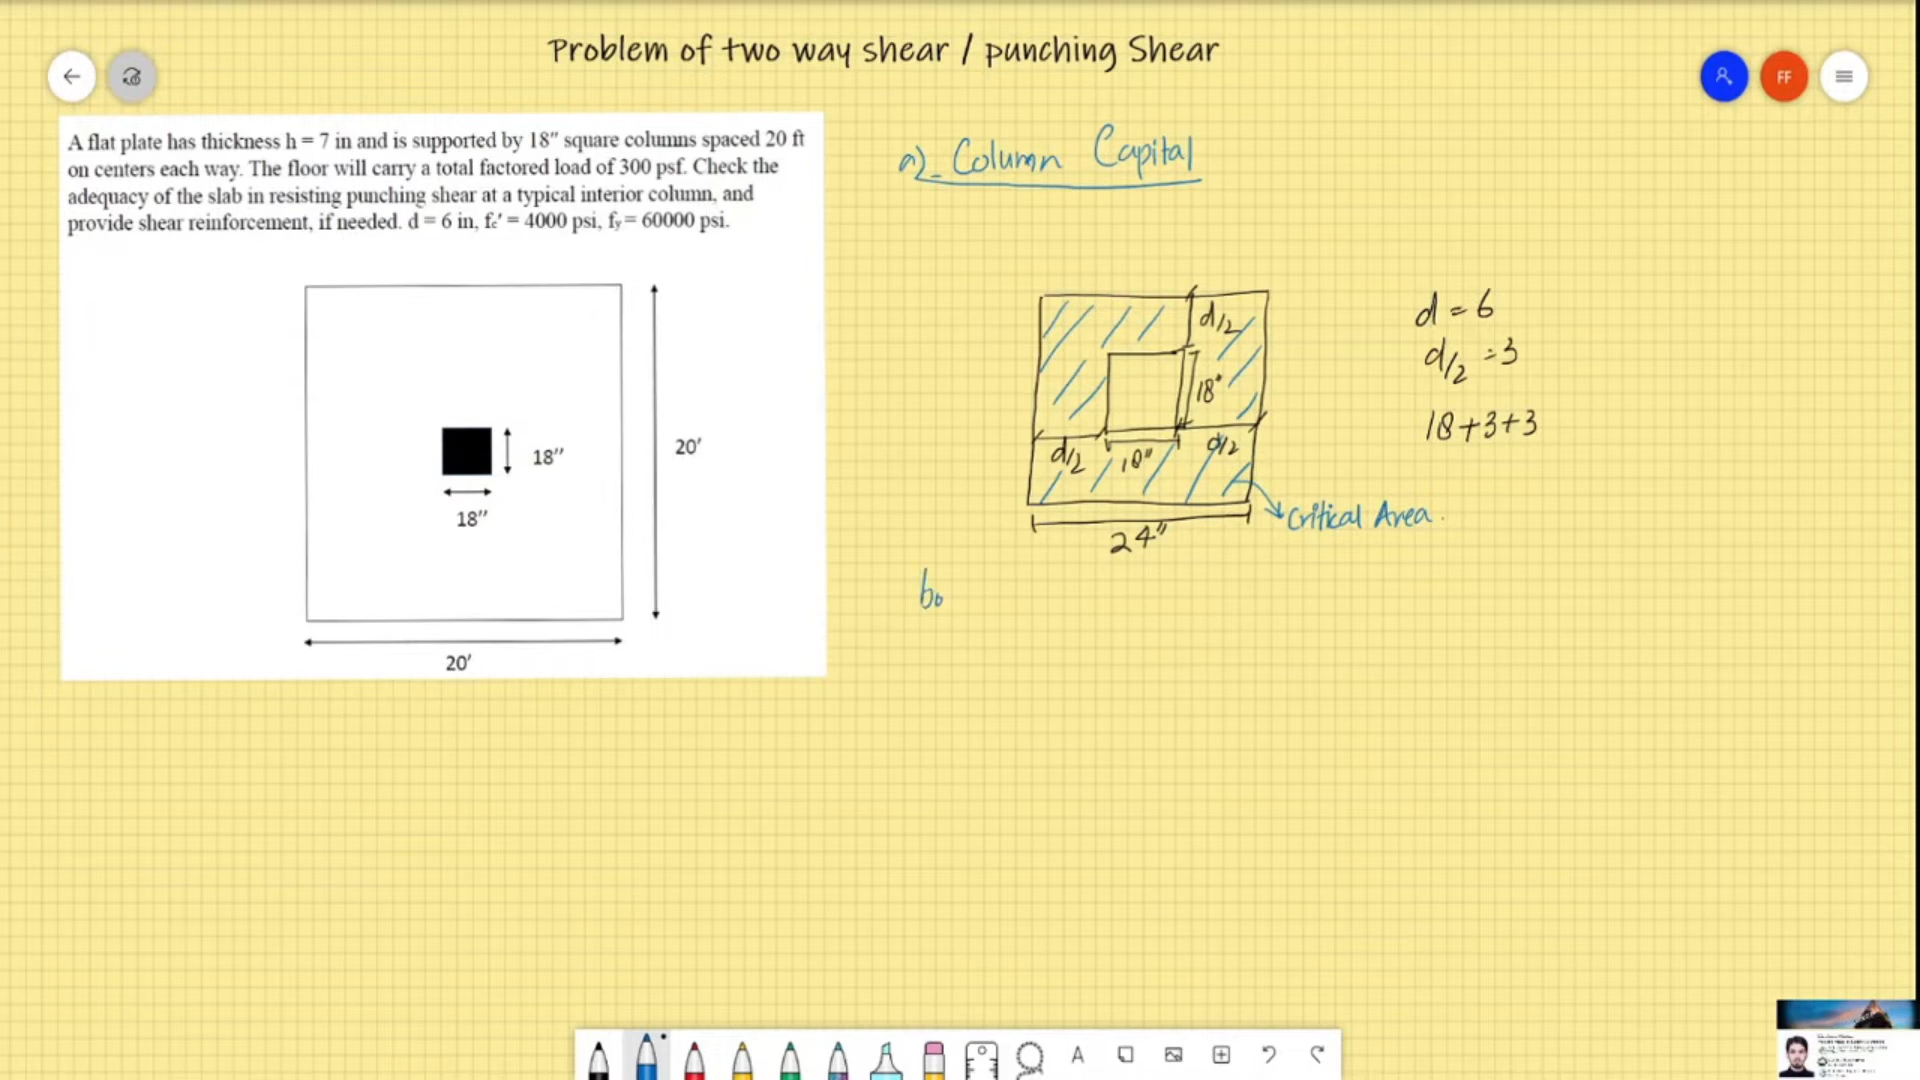 Problem of two way shear / punching Shear
FF
A flat plate has thickness h = 7 in and is supported by 18″ square columns spaced 20 ft
on centers each way. The floor will carry a total factored load of 300 psf. Check the
adequacy of the slab in resisting punching shear at a typical interior column, and
provide shear reinforcement, if needed. d = 6 in, fc′ = 4000 psi, fy = 60000 psi.
18″
18″
20′
20′
a)_ Column Capital
d/2
18"
d/2
18"
d/2
24"
Critical Area.
d = 6
d/2 = 3
18+3+3
bo
A